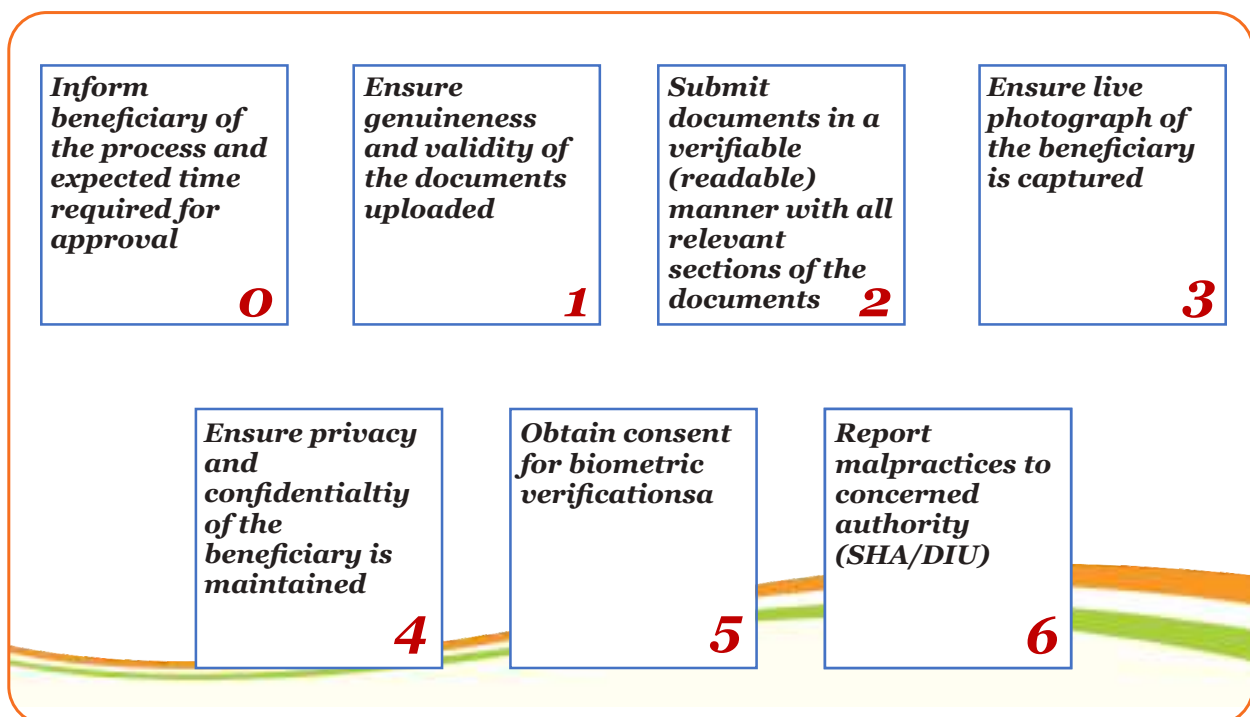 Inform
beneficiary of
the process and
expected time
required for
approval
0
Ensure
genuineness
and validity of
the documents
uploaded
1
Submit
documents in a
verifiable
(readable)
manner with all
relevant
sections of the
documents
2
Ensure live
photograph of
the beneficiary
is captured
3
Ensure privacy
and
confidentialtiy
of the
beneficiary is
maintained
4
Obtain consent
for biometric
verificationsa
5
Report
malpractices to
concerned
authority
(SHA/DIU)
6